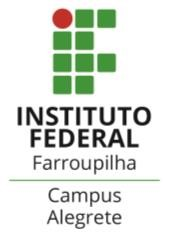 INSTITUTO
FEDERAL
Farroupilha
Campus
Alegrete